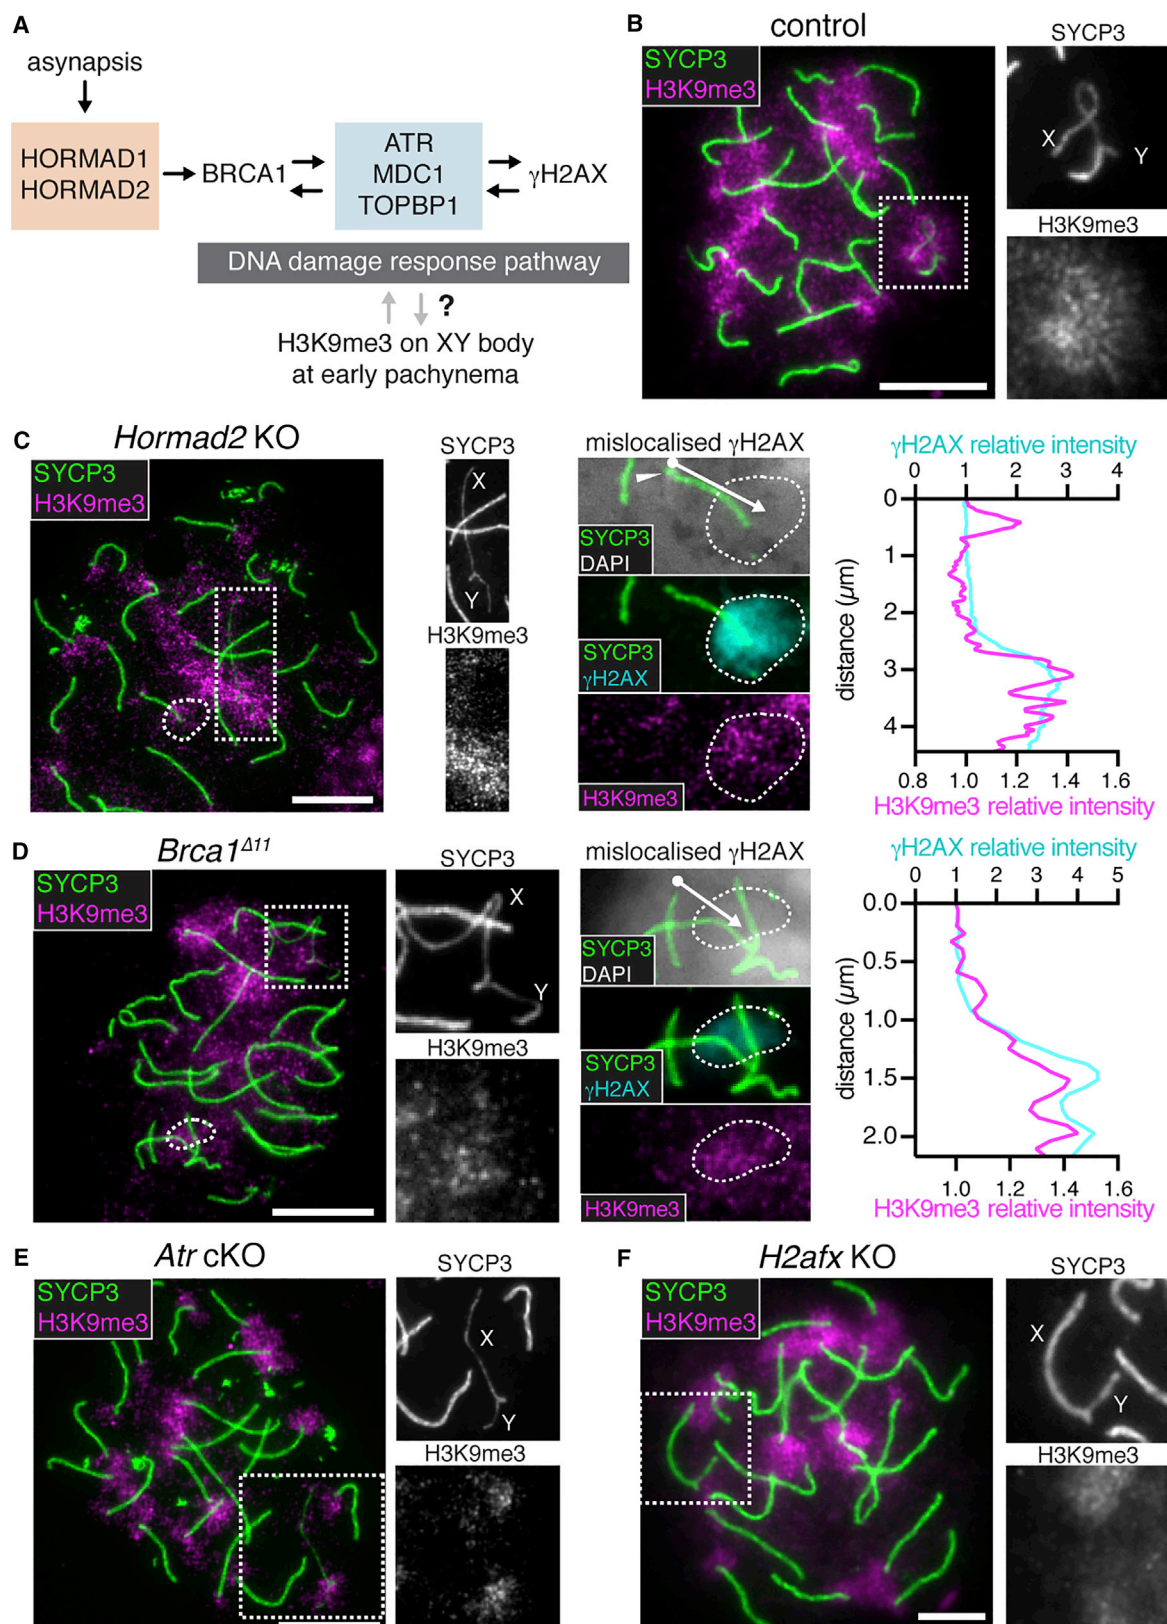 A
asynapsis
HORMAD1
HORMAD2
BRCA1
ATR
MDC1
TOPBP1
γH2AX
DNA damage response pathway
?
H3K9me3 on XY body
at early pachynema
B
control
SYCP3
H3K9me3
SYCP3
X
Y
H3K9me3
C
Hormad2 KO
SYCP3
H3K9me3
SYCP3
X
Y
H3K9me3
mislocalised γH2AX
SYCP3
DAPI
SYCP3
γH2AX
H3K9me3
γH2AX relative intensity
0 1 2 3 4
0
1
2
3
4
distance (µm)
0.8 1.0 1.2 1.4 1.6
H3K9me3 relative intensity
D
Brca1Δ11
SYCP3
H3K9me3
SYCP3
X
Y
H3K9me3
mislocalised γH2AX
SYCP3
DAPI
SYCP3
γH2AX
H3K9me3
γH2AX relative intensity
0 1 2 3 4 5
0.0
0.5
1.0
1.5
2.0
distance (µm)
1.0 1.2 1.4 1.6
H3K9me3 relative intensity
E
Atr cKO
SYCP3
H3K9me3
SYCP3
X
Y
H3K9me3
F
H2afx KO
SYCP3
H3K9me3
SYCP3
X
Y
H3K9me3